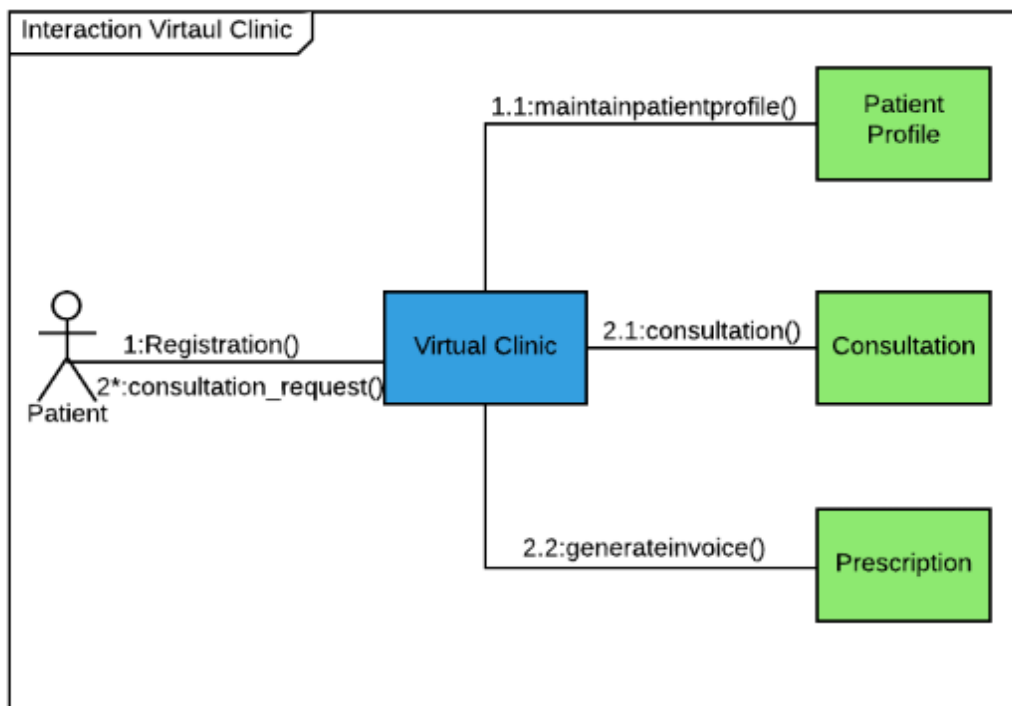 Interaction Virtaul Clinic
1.1:maintainpatientprofile()
Patient
Profile
1:Registration()
2*:consultation_request()
Patient
Virtual Clinic
2.1:consultation()
Consultation
2.2:generateinvoice()
Prescription